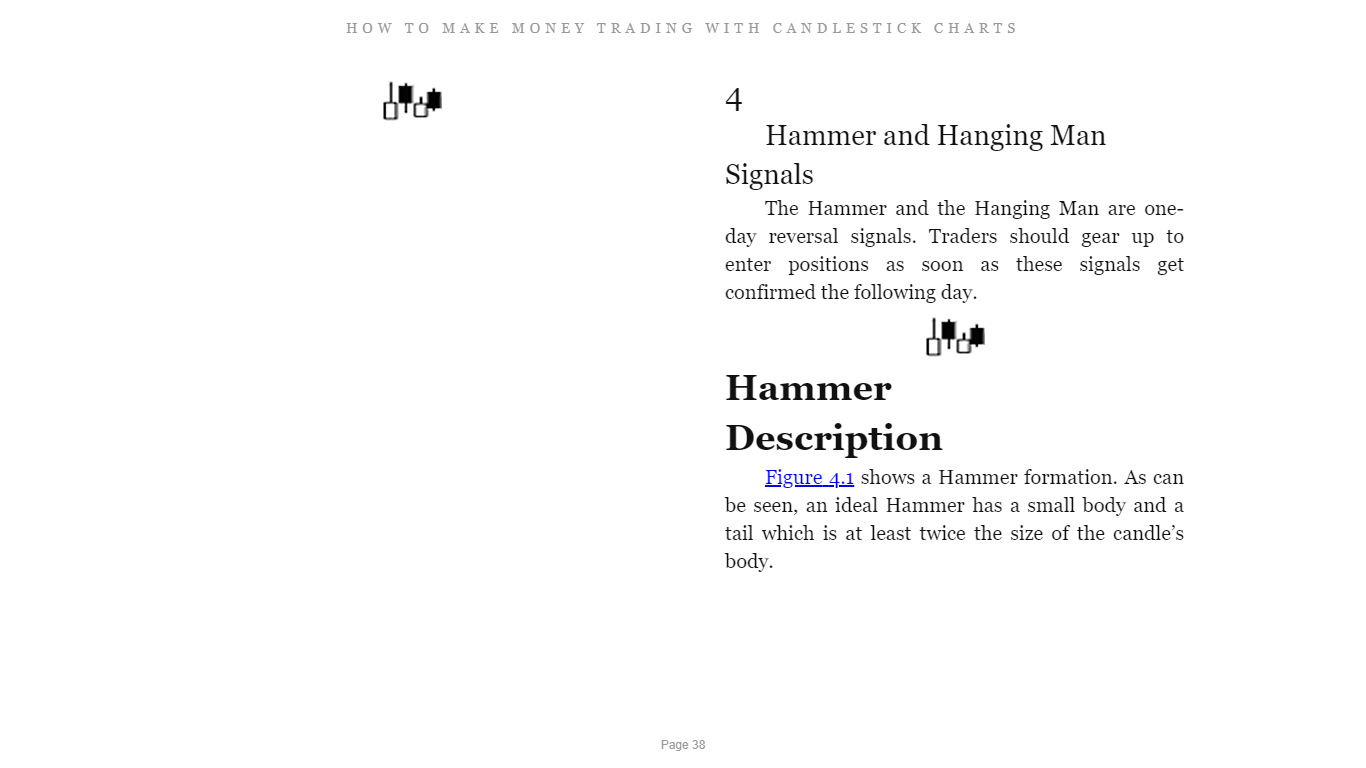 HOW TO MAKE MONEY TRADING WITH CANDLESTICK CHARTS
4
Hammer and Hanging Man
Signals
The Hammer and the Hanging Man are one-
day reversal signals. Traders should gear up to
enter positions as soon as these signals get
confirmed the following day.
Hammer
Description
Figure 4.1 shows a Hammer formation. As can
be seen, an ideal Hammer has a small body and a
tail which is at least twice the size of the candle’s
body.
Page 38